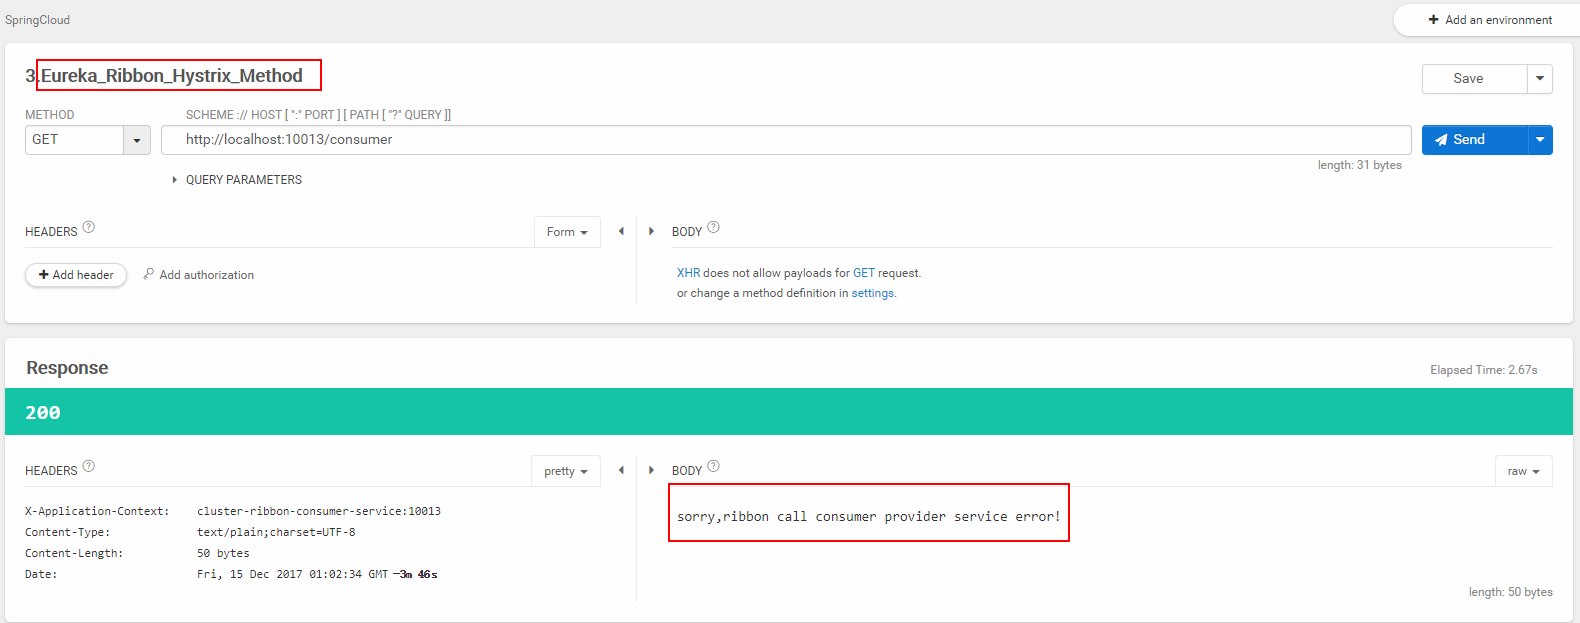 SpringCloud
Add an environment
3.Eureka_Ribbon_Hystrix_Method
Save
METHOD
SCHEME :// HOST [ ":" PORT ] [ PATH [ "?" QUERY ]]
GET
http://localhost:10013/consumer
Send
length: 31 bytes
QUERY PARAMETERS
HEADERS ?
Form
BODY ?
Add header
Add authorization
XHR does not allow payloads for GET request.
or change a method definition in settings.
Response
Elapsed Time: 2.67s
200
HEADERS ?
pretty
BODY ?
raw
X-Application-Context: cluster-ribbon-consumer-service:10013
Content-Type: text/plain;charset=UTF-8
Content-Length: 50 bytes
Date: Fri, 15 Dec 2017 01:02:34 GMT -3m 46s
sorry,ribbon call consumer provider service error!
length: 50 bytes